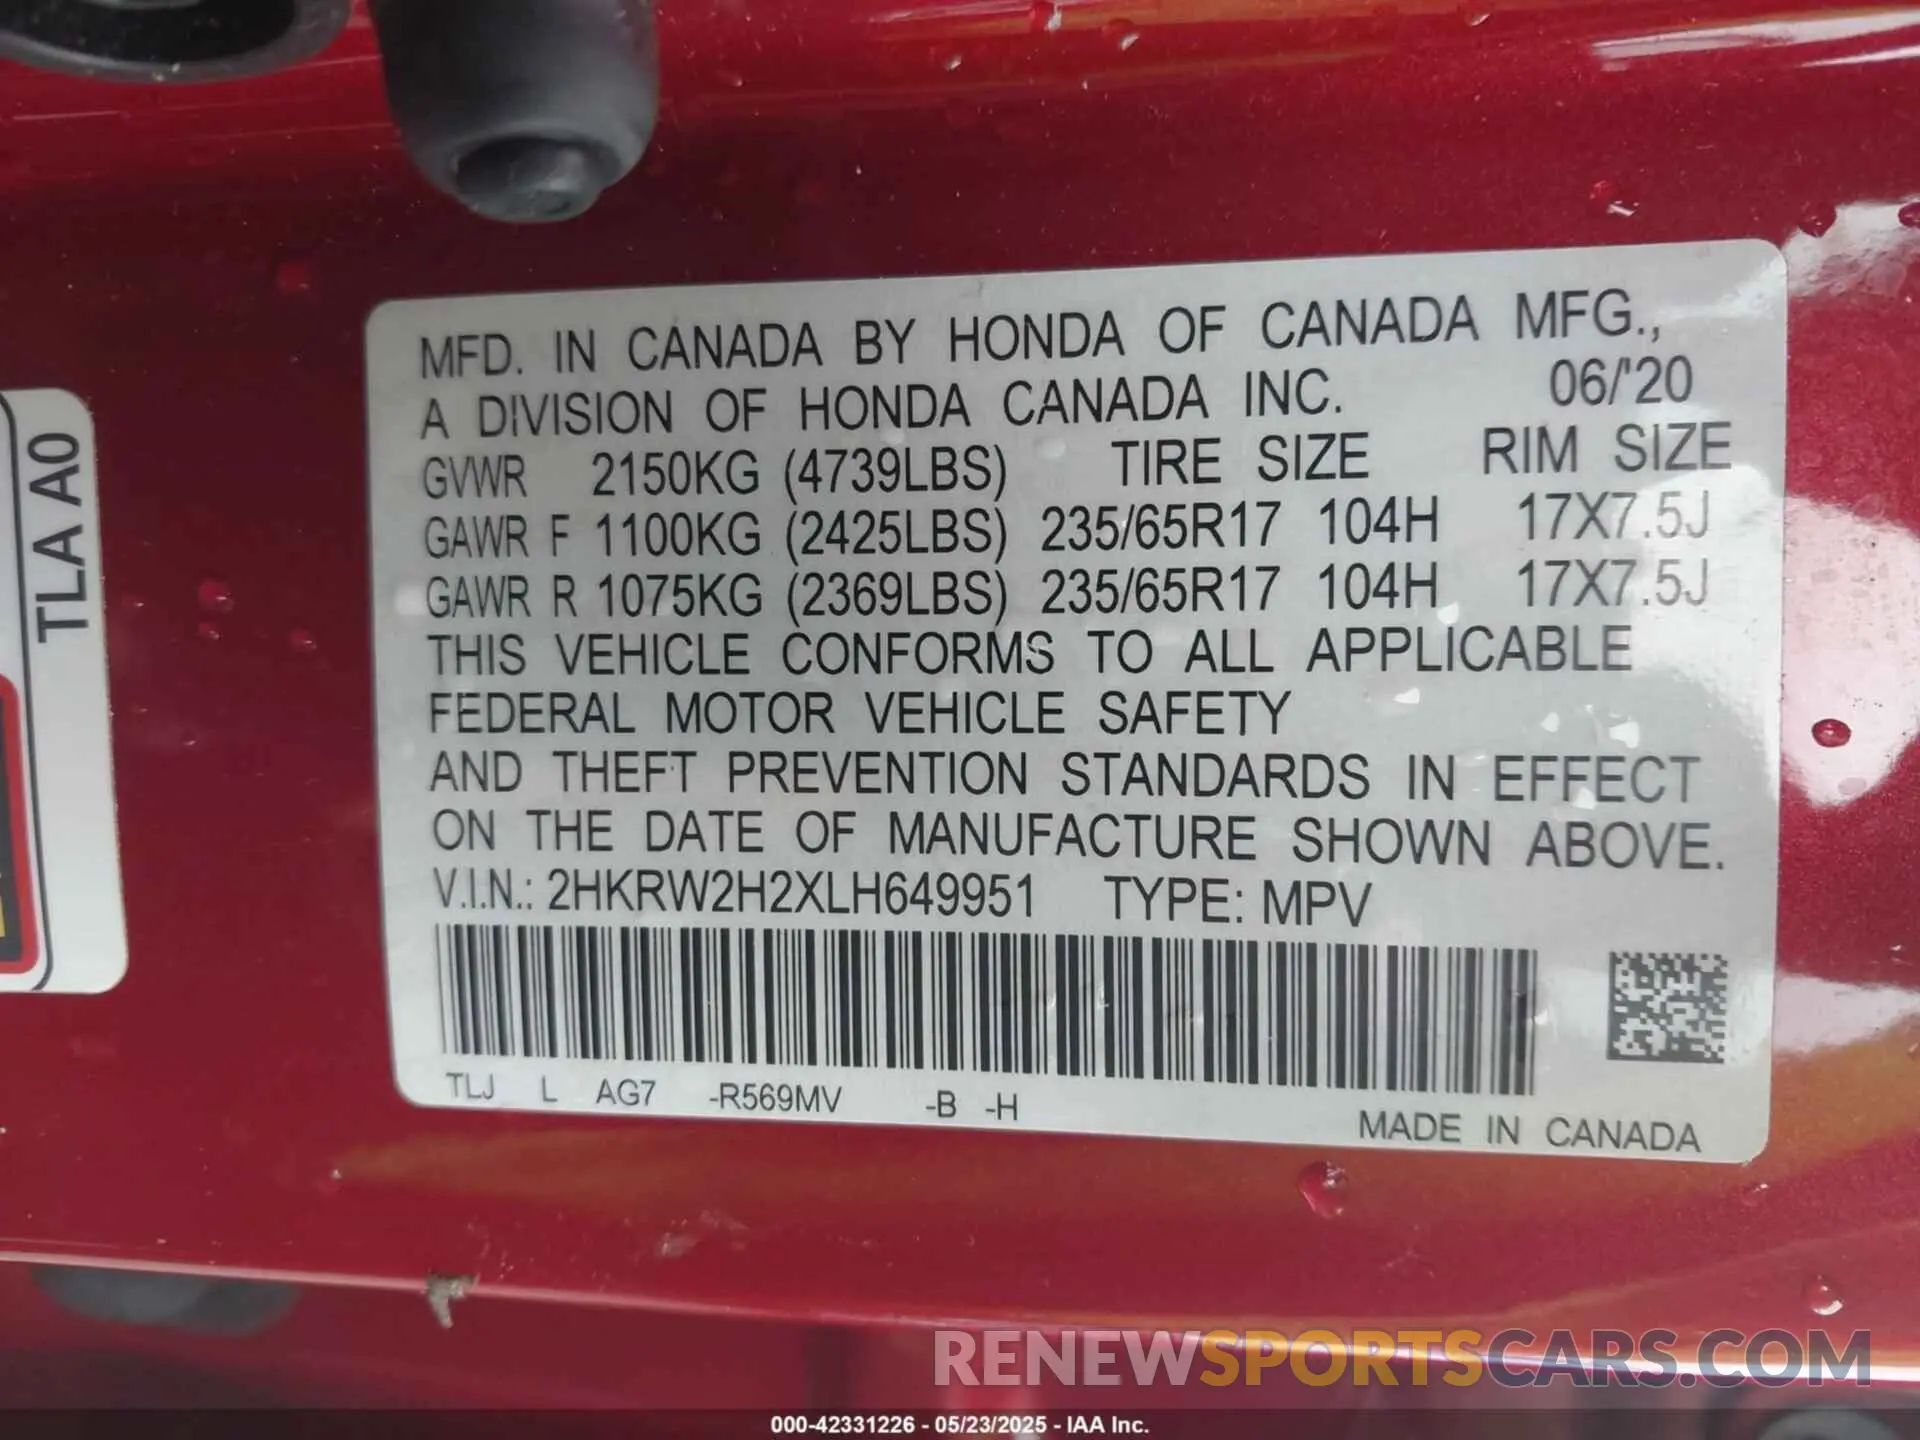 MFD. IN CANADA BY HONDA OF CANADA MFG.,
A DIVISION OF HONDA CANADA INC. 06/'20
GVWR 2150KG (4739LBS) TIRE SIZE RIM SIZE
GAWR F 1100KG (2425LBS) 235/65R17 104H 17X7.5J
GAWR R 1075KG (2369LBS) 235/65R17 104H 17X7.5J
THIS VEHICLE CONFORMS TO ALL APPLICABLE
FEDERAL MOTOR VEHICLE SAFETY
AND THEFT PREVENTION STANDARDS IN EFFECT
ON THE DATE OF MANUFACTURE SHOWN ABOVE.
V.I.N.: 2HKRW2H2XLH649951 TYPE: MPV
TLJ L AG7 -R569MV -B -H
MADE IN CANADA
TLA A0
RENEWSPORTSCARS.COM
000-42331226 - 05/23/2025 - IAA Inc.